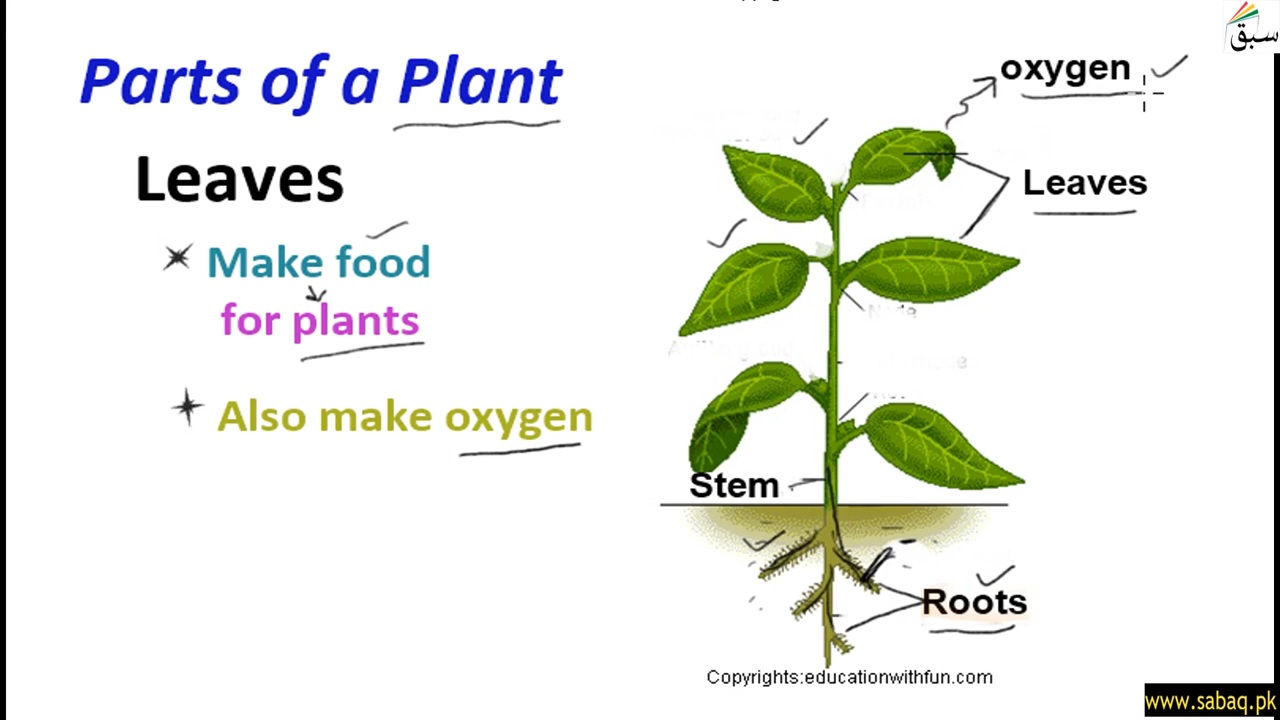 Parts of a Plant
Leaves
Make food
for plants
Also make oxygen
سبق
oxygen
Leaves
Stem
Roots
Copyrights:educationwithfun.com
www.sabaq.pk